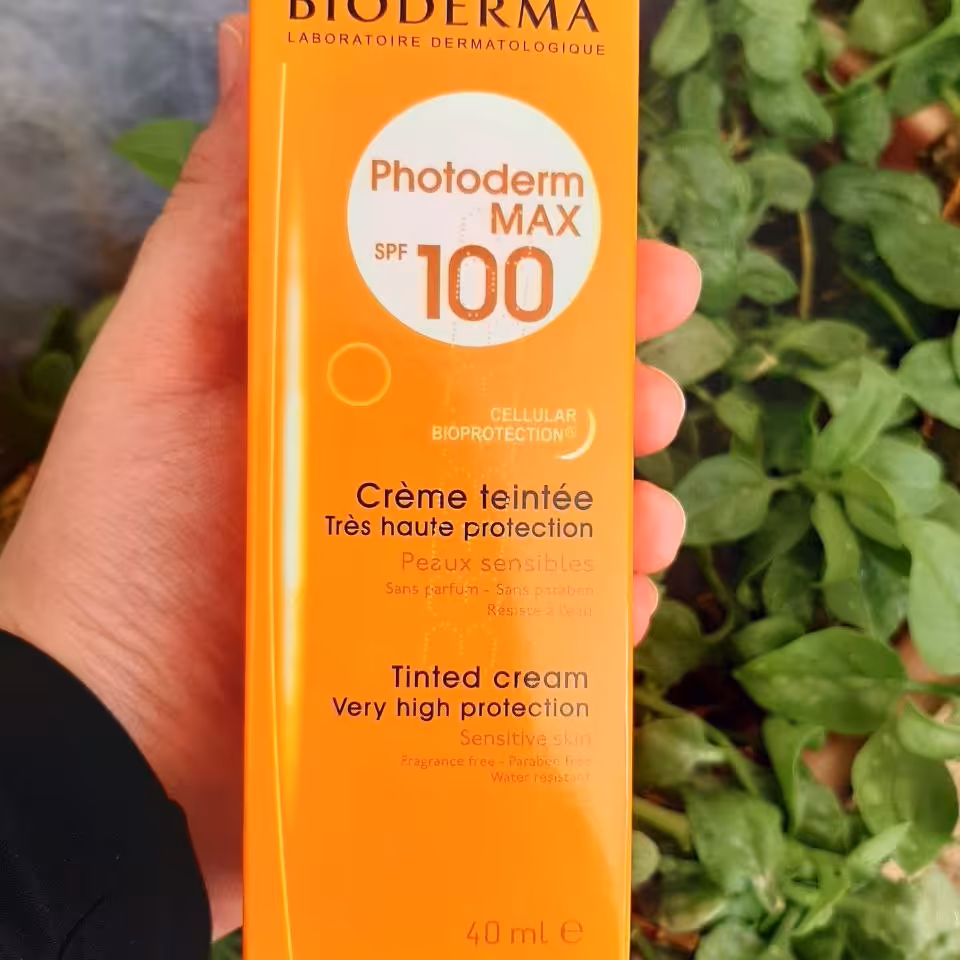 BIODERMA
LABORATOIRE DERMATOLOGIQUE
Photoderm
MAX
SPF 100
CELLULAR
BIOPROTECTION®
Crème teintée
Très haute protection
Peaux sensibles
Sans parfum - Sans paraben
Résiste à l'eau
Tinted cream
Very high protection
Sensitive skin
Fragrance free - Paraben free
Water resistant
40 ml ℮